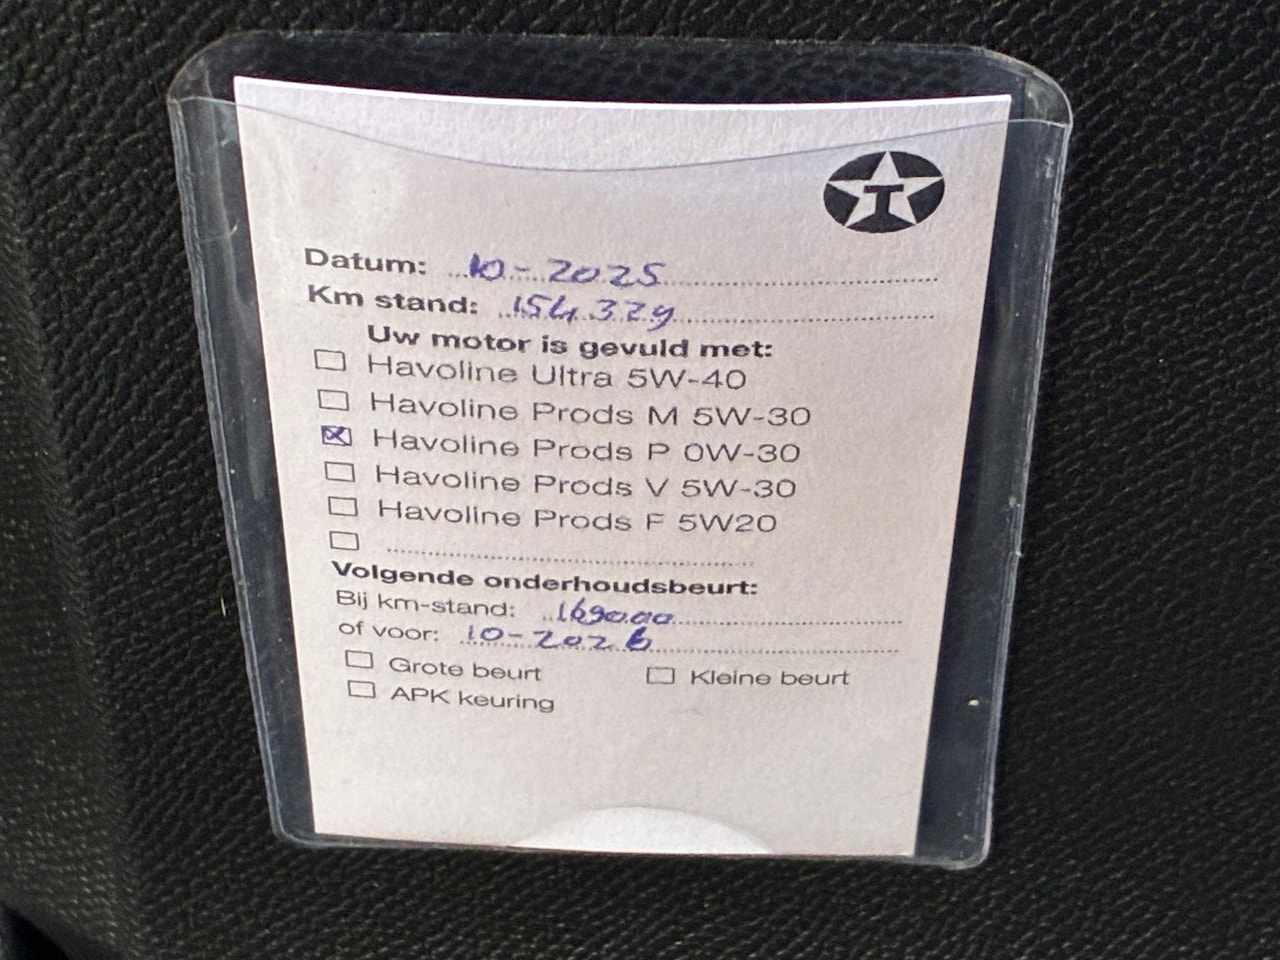 T
Datum: 10-2025
Km stand: 154.329
Uw motor is gevuld met:
Havoline Ultra 5W-40
Havoline Prods M 5W-30
Havoline Prods P 0W-30
Havoline Prods V 5W-30
Havoline Prods F 5W20
Volgende onderhoudsbeurt:
Bij km-stand: 169000
of voor: 10-2026
Grote beurt Kleine beurt
APK keuring